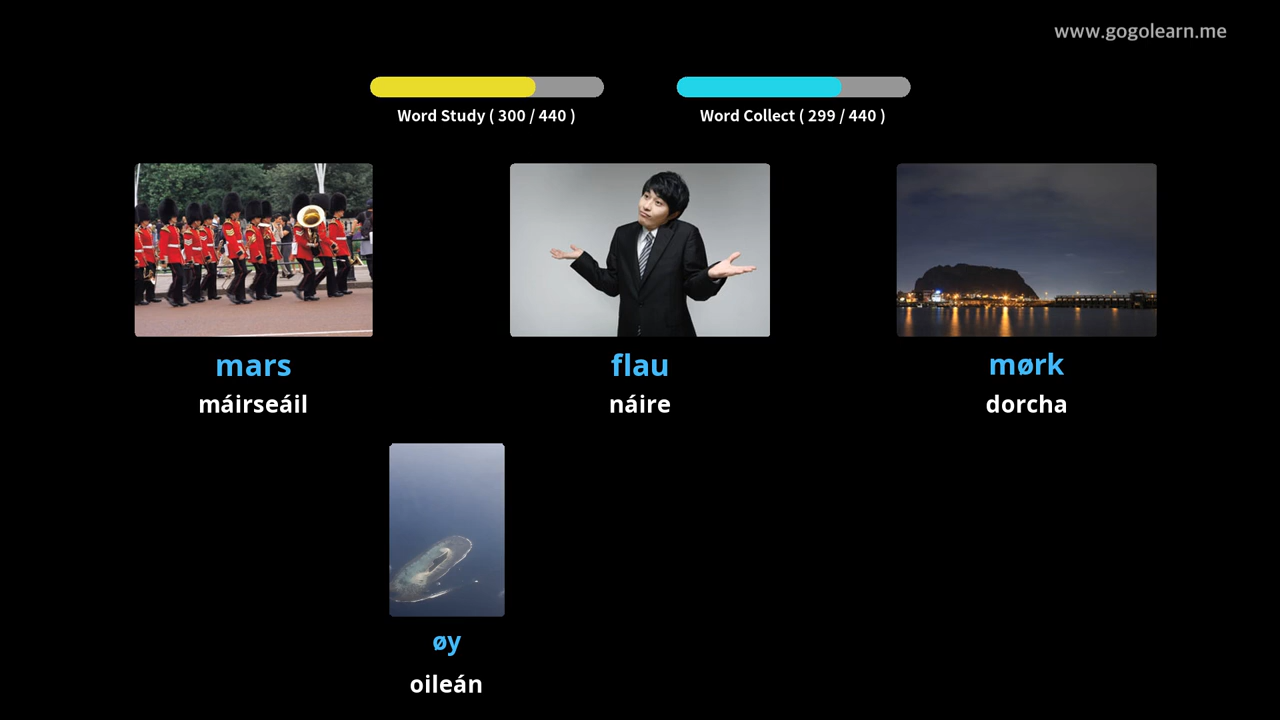 www.gogolearn.me
Word Study ( 300 / 440 )
Word Collect ( 299 / 440 )
mars
máirseáil
flau
náire
mørk
dorcha
øy
oileán